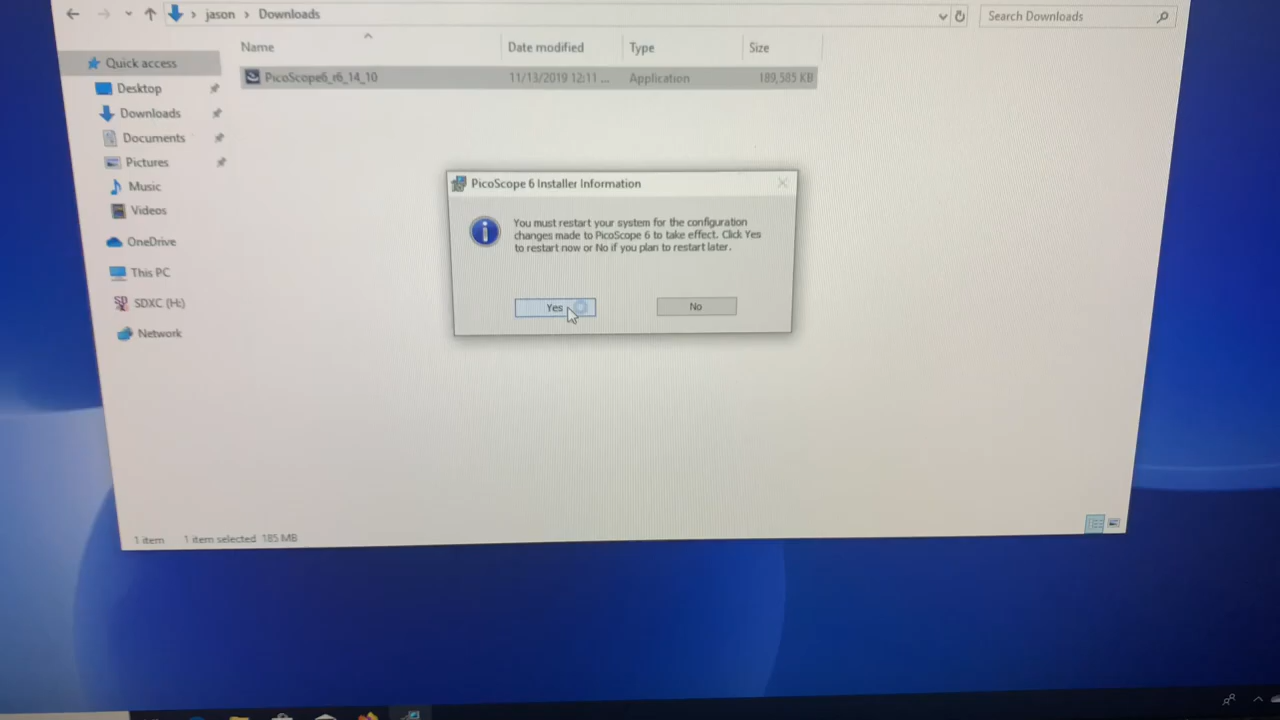 jason > Downloads
Search Downloads
Name
Date modified
Type
Size
Quick access
PicoScope6_r6_14_10
11/13/2019 12:11 ...
Application
189,585 KB
Desktop
Downloads
Documents
Pictures
Music
Videos
OneDrive
This PC
SDXC (H:)
Network
PicoScope 6 Installer Information
You must restart your system for the configuration
changes made to PicoScope 6 to take effect. Click Yes
to restart now or No if you plan to restart later.
Yes
No
1 item
1 item selected 185 MB